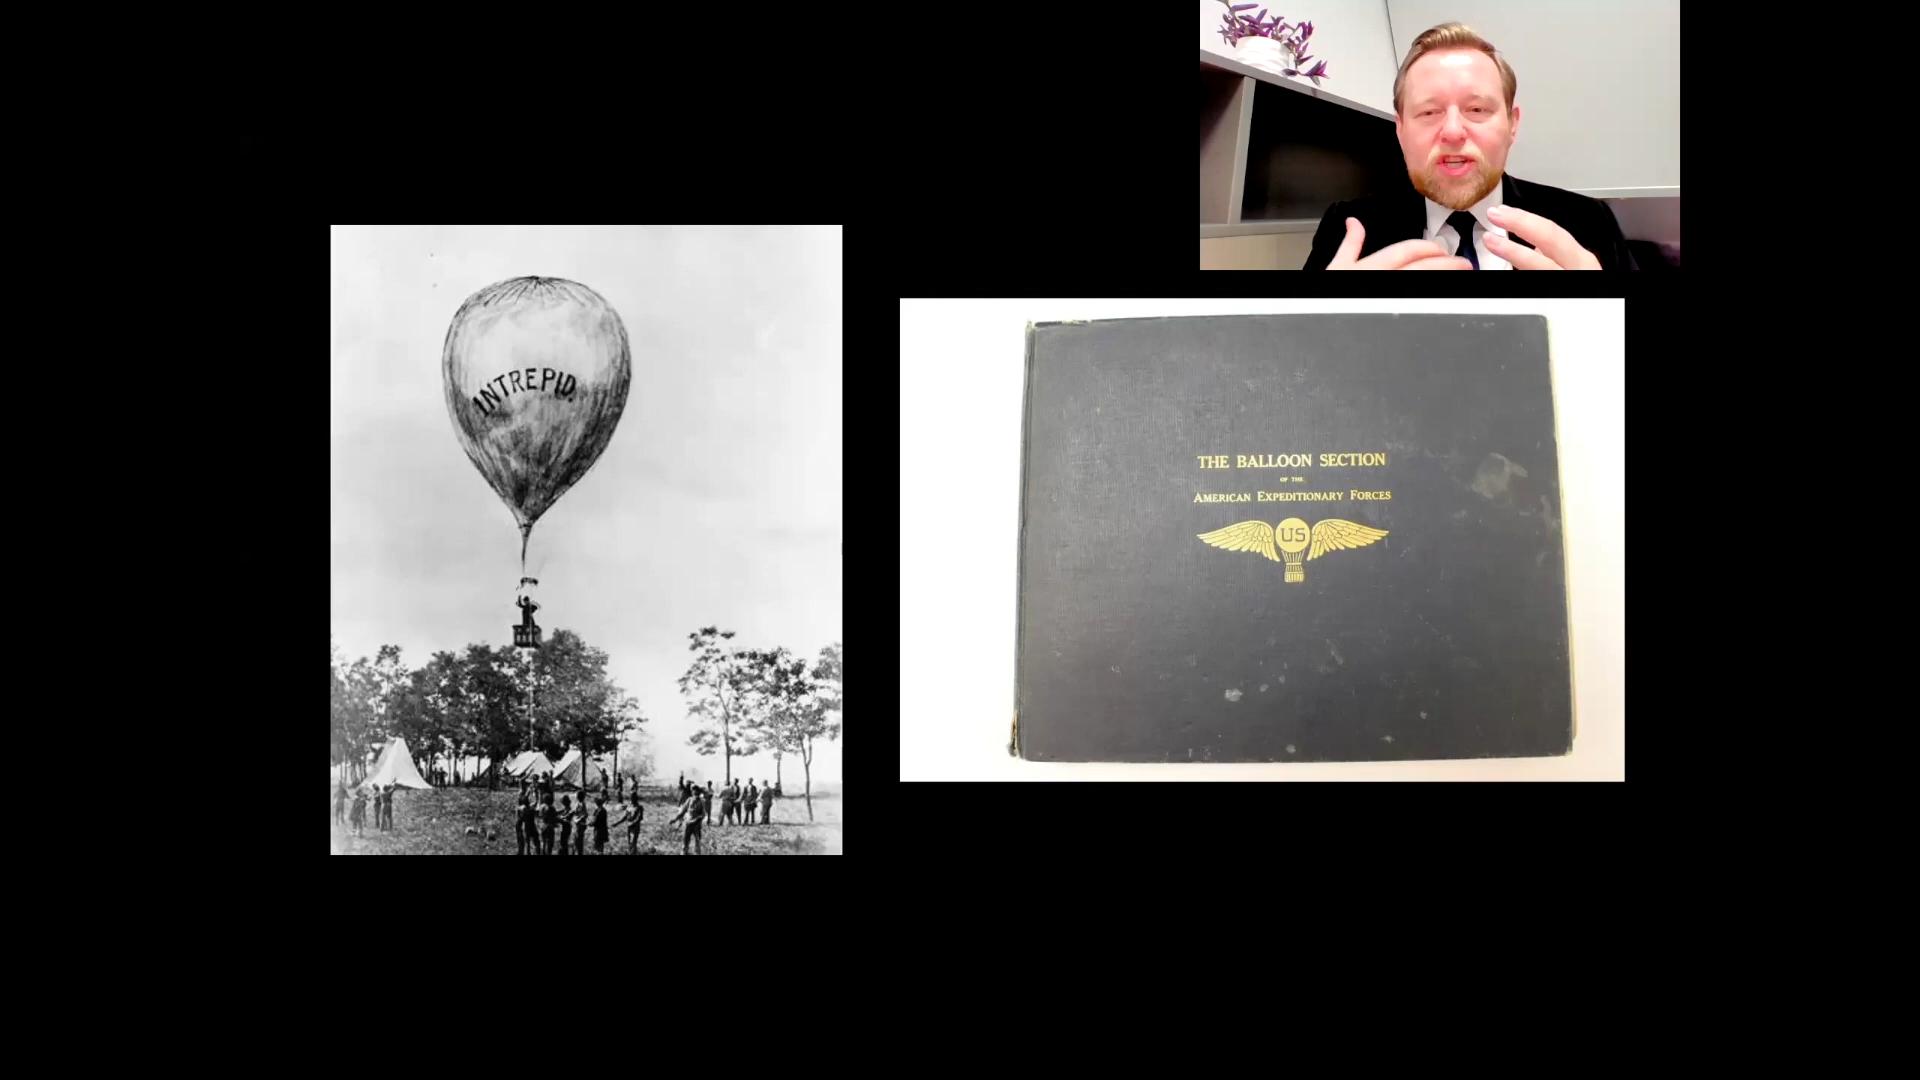 INTREPID.
THE BALLOON SECTION
OF THE
AMERICAN EXPEDITIONARY FORCES
US